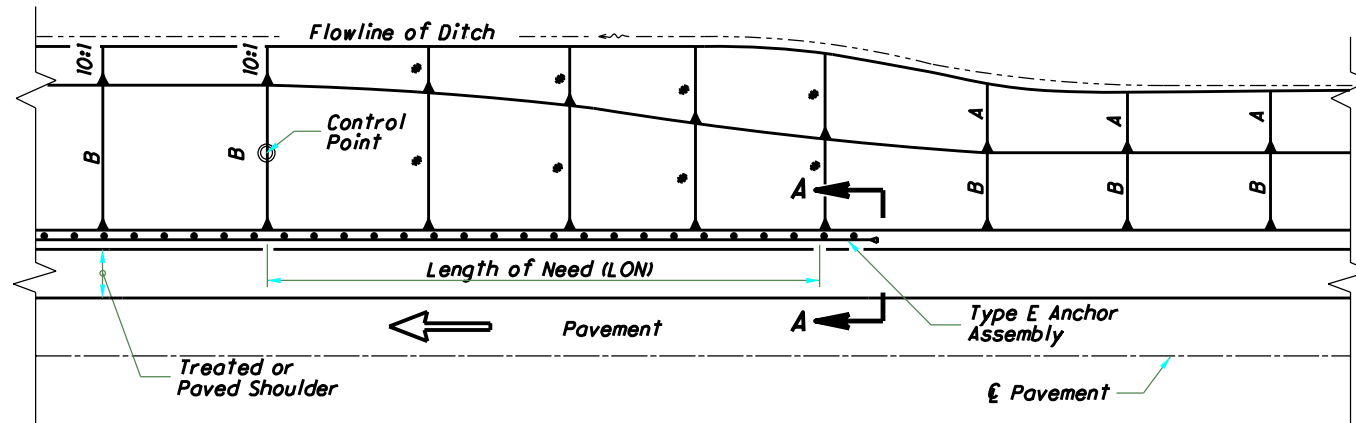 Flowline of Ditch
10:1
10:1
Control
Point
B
B
A
A
A
B
B
B
A
Length of Need (LON)
A
Pavement
Type E Anchor
Assembly
Treated or
Paved Shoulder
℄ Pavement